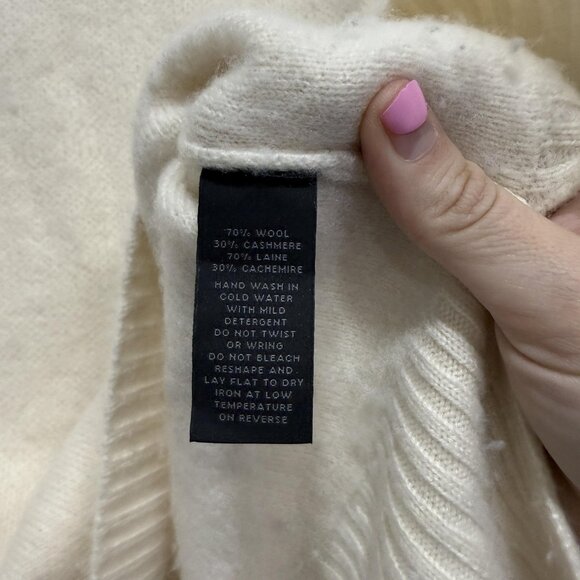 70% WOOL
30% CASHMERE
70% LAINE
30% CACHEMIRE
HAND WASH IN
COLD WATER
WITH MILD
DETERGENT
DO NOT TWIST
OR WRING
DO NOT BLEACH
RESHAPE AND
LAY FLAT TO DRY
IRON AT LOW
TEMPERATURE
ON REVERSE